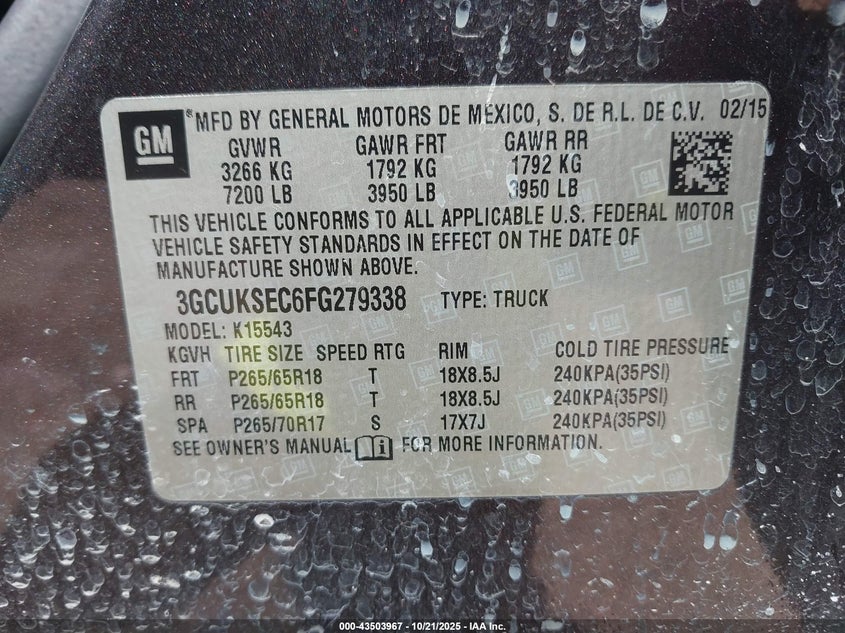 GM
® MFD BY GENERAL MOTORS DE MEXICO, S. DE R.L. DE C.V. 02/15
GVWR GAWR FRT GAWR RR
3266 KG 1792 KG 1792 KG
7200 LB 3950 LB 3950 LB
THIS VEHICLE CONFORMS TO ALL APPLICABLE U.S. FEDERAL MOTOR
VEHICLE SAFETY STANDARDS IN EFFECT ON THE DATE OF
MANUFACTURE SHOWN ABOVE.
3GCUKSEC6FG279338 TYPE: TRUCK
MODEL: K15543
KGVH TIRE SIZE SPEED RTG RIM COLD TIRE PRESSURE
FRT P265/65R18 T 18X8.5J 240KPA(35PSI)
RR P265/65R18 T 18X8.5J 240KPA(35PSI)
SPA P265/70R17 S 17X7J 240KPA(35PSI)
SEE OWNER'S MANUAL FOR MORE INFORMATION.
000-43503967 - 10/21/2025 - IAA Inc.